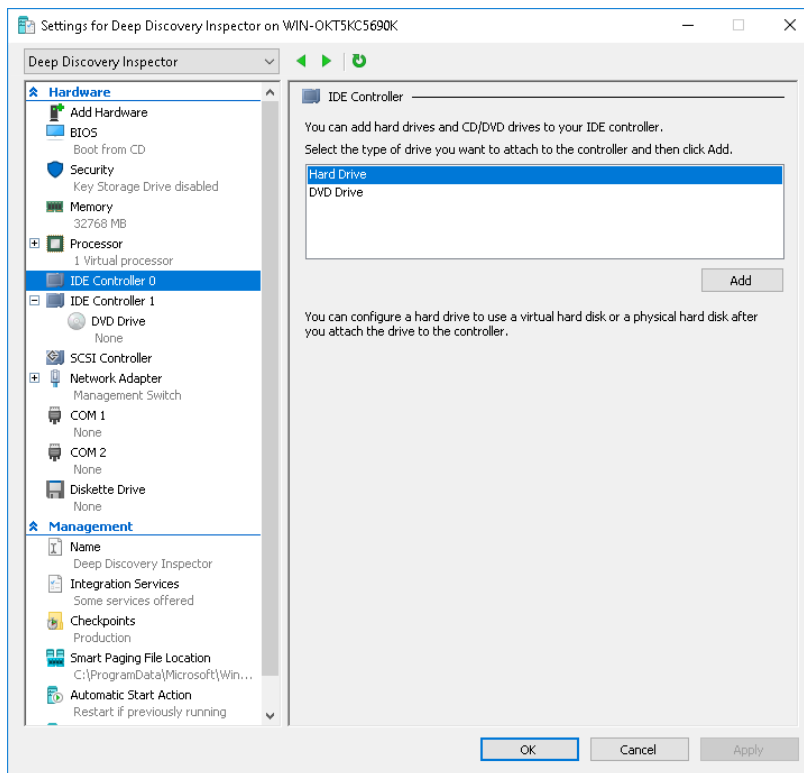 Settings for Deep Discovery Inspector on WIN-OKT5KC5690K
Deep Discovery Inspector
Hardware
Add Hardware
BIOS
Boot from CD
Security
Key Storage Drive disabled
Memory
32768 MB
Processor
1 Virtual processor
IDE Controller 0
IDE Controller 1
DVD Drive
None
SCSI Controller
Network Adapter
Management Switch
COM 1
None
COM 2
None
Diskette Drive
None
Management
Name
Deep Discovery Inspector
Integration Services
Some services offered
Checkpoints
Production
Smart Paging File Location
C:\ProgramData\Microsoft\Win...
Automatic Start Action
Restart if previously running
IDE Controller
You can add hard drives and CD/DVD drives to your IDE controller.
Select the type of drive you want to attach to the controller and then click Add.
Hard Drive
DVD Drive
Add
You can configure a hard drive to use a virtual hard disk or a physical hard disk after
you attach the drive to the controller.
OK
Cancel
Apply